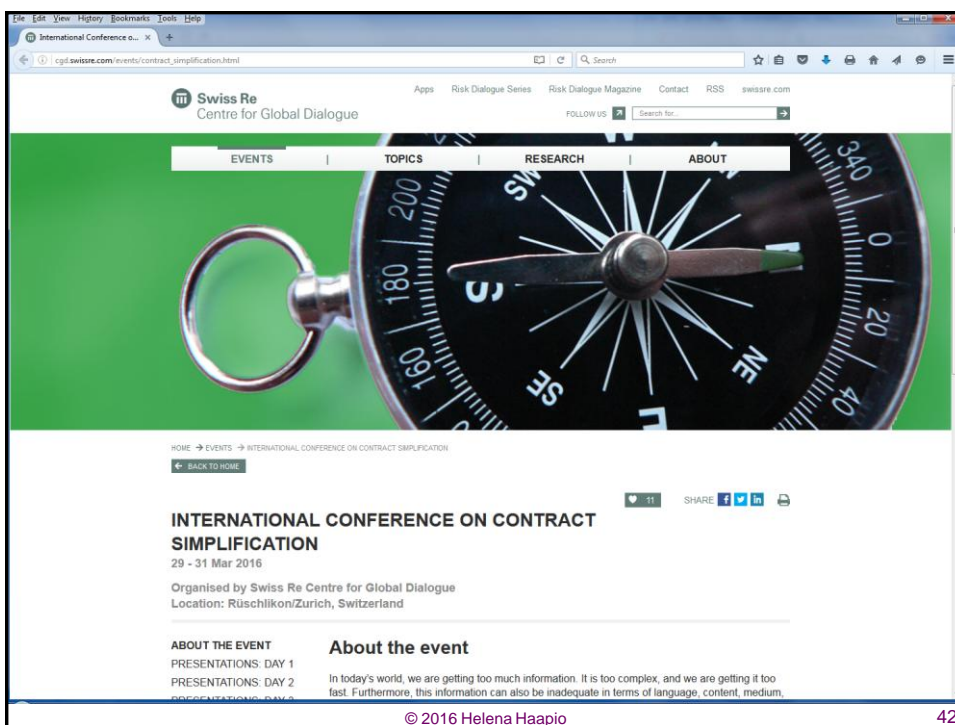 File Edit View History Bookmarks Tools Help
International Conference o... × +
cgd.swissre.com/events/contract_simplification.html Search
Apps Risk Dialogue Series Risk Dialogue Magazine Contact RSS swissre.com
Swiss Re
Centre for Global Dialogue
FOLLOW US Search for...
EVENTS | TOPICS | RESEARCH | ABOUT
160 180 200 340 0 20 40
S SW W SE E NE
HOME → EVENTS → INTERNATIONAL CONFERENCE ON CONTRACT SIMPLIFICATION
← BACK TO HOME
11 SHARE f in
INTERNATIONAL CONFERENCE ON CONTRACT
SIMPLIFICATION
29 - 31 Mar 2016
Organised by Swiss Re Centre for Global Dialogue
Location: Rüschlikon/Zurich, Switzerland
ABOUT THE EVENT
PRESENTATIONS: DAY 1
PRESENTATIONS: DAY 2
About the event
In today's world, we are getting too much information. It is too complex, and we are getting it too
fast. Furthermore, this information can also be inadequate in terms of language, content, medium,
© 2016 Helena Haapio 42